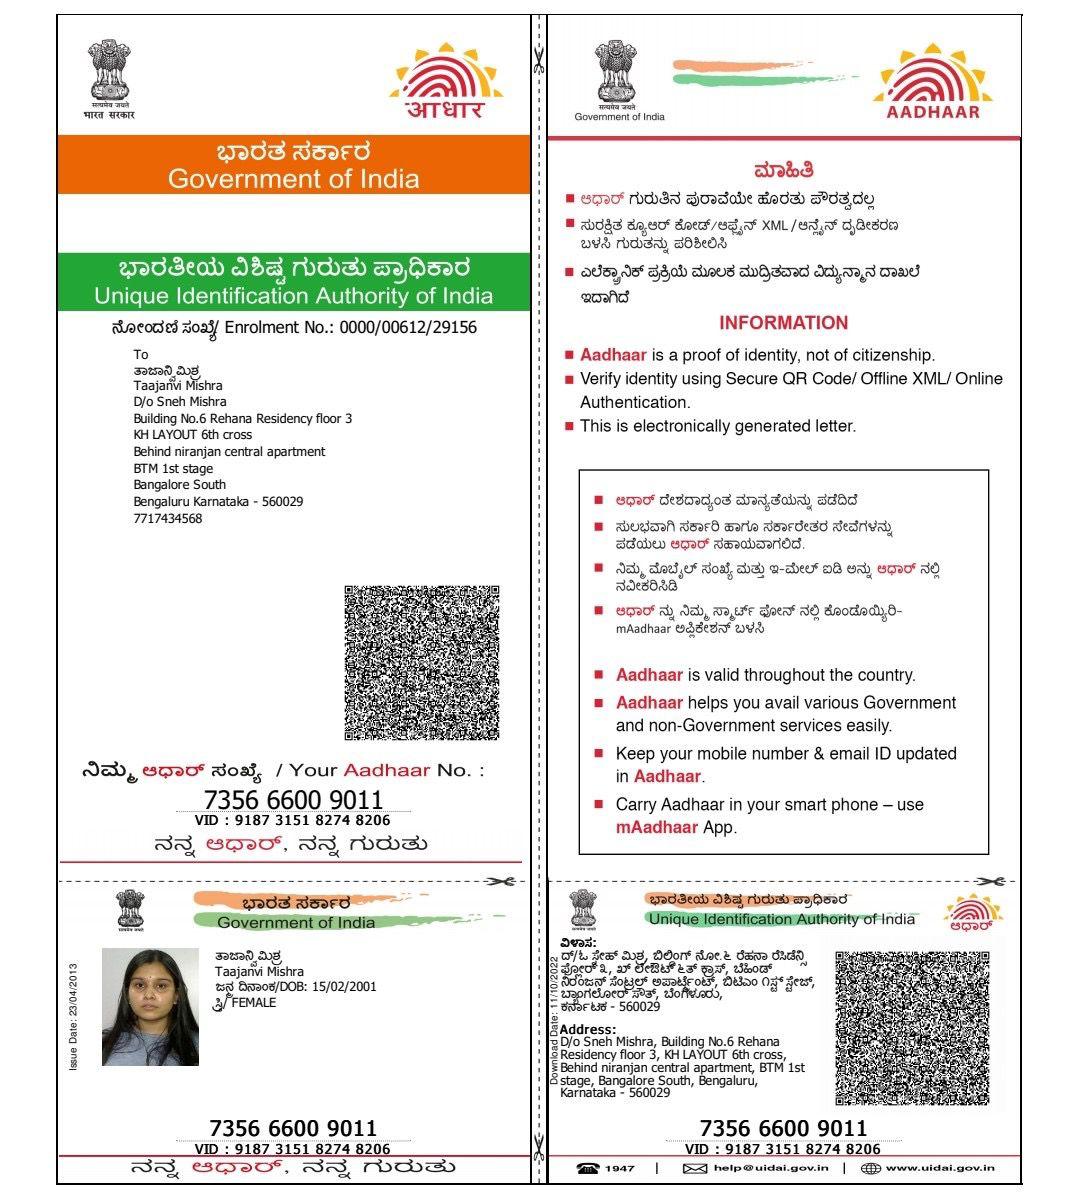 सत्यमेव जयते
भारत सरकार
आधार
ಭಾರತ ಸರ್ಕಾರ
Government of India
ಭಾರತೀಯ ವಿಶಿಷ್ಟ ಗುರುತು ಪ್ರಾಧಿಕಾರ
Unique Identification Authority of India
ನೋಂದಣಿ ಸಂಖ್ಯೆ/ Enrolment No.: 0000/00612/29156
To
ತಾಜಾನ್ವಿ ಮಿಶ್ರ
Taajanvi Mishra
D/o Sneh Mishra
Building No.6 Rehana Residency floor 3
KH LAYOUT 6th cross
Behind niranjan central apartment
BTM 1st stage
Bangalore South
Bengaluru Karnataka - 560029
7717434568
ನಿಮ್ಮ ಆಧಾರ್ ಸಂಖ್ಯೆ / Your Aadhaar No. :
7356 6600 9011
VID : 9187 3151 8274 8206
ನನ್ನ ಆಧಾರ್, ನನ್ನ ಗುರುತು
ಭಾರತ ಸರ್ಕಾರ
Government of India
Issue Date: 23/04/2013
ತಾಜಾನ್ವಿ ಮಿಶ್ರ
Taajanvi Mishra
ಜನ್ಮ ದಿನಾಂಕ/DOB: 15/02/2001
ಸ್ತ್ರೀ/ FEMALE
7356 6600 9011
VID : 9187 3151 8274 8206
ನನ್ನ ಆಧಾರ್, ನನ್ನ ಗುರುತು
सत्यमेव जयते
Government of India
AADHAAR
ಮಾಹಿತಿ
ಆಧಾರ್ ಗುರುತಿನ ಪುರಾವೆಯೇ ಹೊರತು ಪೌರತ್ವದಲ್ಲ
ಸುರಕ್ಷಿತ ಕ್ಯೂಆರ್ ಕೋಡ್/ಆಫ್ಲೈನ್ XML /ಆನ್ಲೈನ್ ದೃಢೀಕರಣ
ಬಳಸಿ ಗುರುತನ್ನು ಪರಿಶೀಲಿಸಿ
ಎಲೆಕ್ಟ್ರಾನಿಕ್ ಪ್ರಕ್ರಿಯೆ ಮೂಲಕ ಮುದ್ರಿತವಾದ ವಿದ್ಯುನ್ಮಾನ ದಾಖಲೆ
ಇದಾಗಿದೆ
INFORMATION
Aadhaar is a proof of identity, not of citizenship.
Verify identity using Secure QR Code/ Offline XML/ Online
Authentication.
This is electronically generated letter.
ಆಧಾರ್ ದೇಶದಾದ್ಯಂತ ಮಾನ್ಯತೆಯನ್ನು ಪಡೆದಿದೆ
ಸುಲಭವಾಗಿ ಸರ್ಕಾರಿ ಹಾಗೂ ಸರ್ಕಾರೇತರ ಸೇವೆಗಳನ್ನು
ಪಡೆಯಲು ಆಧಾರ್ ಸಹಾಯವಾಗಲಿದೆ.
ನಿಮ್ಮ ಮೊಬೈಲ್ ಸಂಖ್ಯೆ ಮತ್ತು ಇ-ಮೇಲ್ ಐಡಿ ಅನ್ನು ಆಧಾರ್ ನಲ್ಲಿ
ನವೀಕರಿಸಿಡಿ
ಆಧಾರ್ ನ್ನು ನಿಮ್ಮ ಸ್ಮಾರ್ಟ್ ಫೋನ್ ನಲ್ಲಿ ಕೊಂಡೊಯ್ಯಿರಿ-
mAadhaar ಅಪ್ಲಿಕೇಶನ್ ಬಳಸಿ
Aadhaar is valid throughout the country.
Aadhaar helps you avail various Government
and non-Government services easily.
Keep your mobile number & email ID updated
in Aadhaar.
Carry Aadhaar in your smart phone – use
mAadhaar App.
ಭಾರತೀಯ ವಿಶಿಷ್ಟ ಗುರುತು ಪ್ರಾಧಿಕಾರ
Unique Identification Authority of India
ಆಧಾರ್
Download Date: 11/10/2022
ವಿಳಾಸ:
ದ್/ಓ ಸ್ನೇಹ್ ಮಿಶ್ರ, ಬಿಲ್ಡಿಂಗ್ ನೋ.೬ ರೆಹನಾ ರೆಸಿಡೆನ್ಸಿ
ಫ್ಲೋರ್ ೩, ಖ್ ಲೇಔಟ್ ೬ತ್ ಕ್ರಾಸ್, ಬೆಹಿಂಡ್
ನಿರಂಜನ್ ಸೆಂಟ್ರಲ್ ಅಪಾರ್ಟ್ಮೆಂಟ್, ಬಿಟಿಎಂ ೧ಸ್ಟ್ ಸ್ಟೇಜ್,
ಬ್ಯಾಂಗಲೋರ್ ಸೌತ್, ಬೆಂಗಳೂರು,
ಕರ್ನಾಟಕ - 560029
Address:
D/o Sneh Mishra, Building No.6 Rehana
Residency floor 3, KH LAYOUT 6th cross,
Behind niranjan central apartment, BTM 1st
stage, Bangalore South, Bengaluru,
Karnataka - 560029
7356 6600 9011
VID : 9187 3151 8274 8206
1947 | help@uidai.gov.in | www.uidai.gov.in